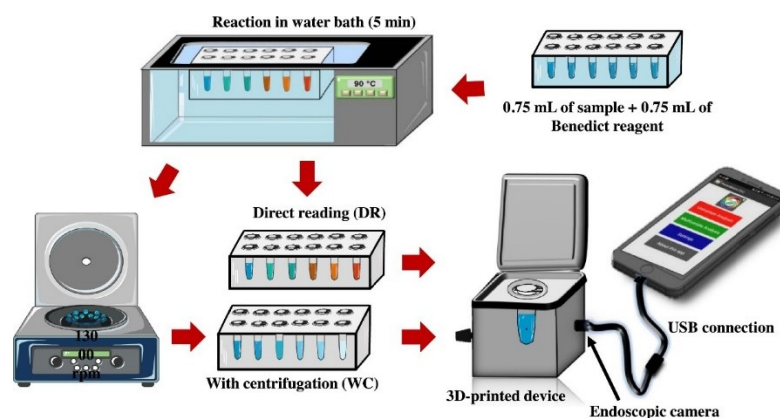 Reaction in water bath (5 min)
90 °C
0.75 mL of sample + 0.75 mL of
Benedict reagent
Direct reading (DR)
130
00
rpm
With centrifugation (WC)
3D-printed device
Endoscopic camera
USB connection